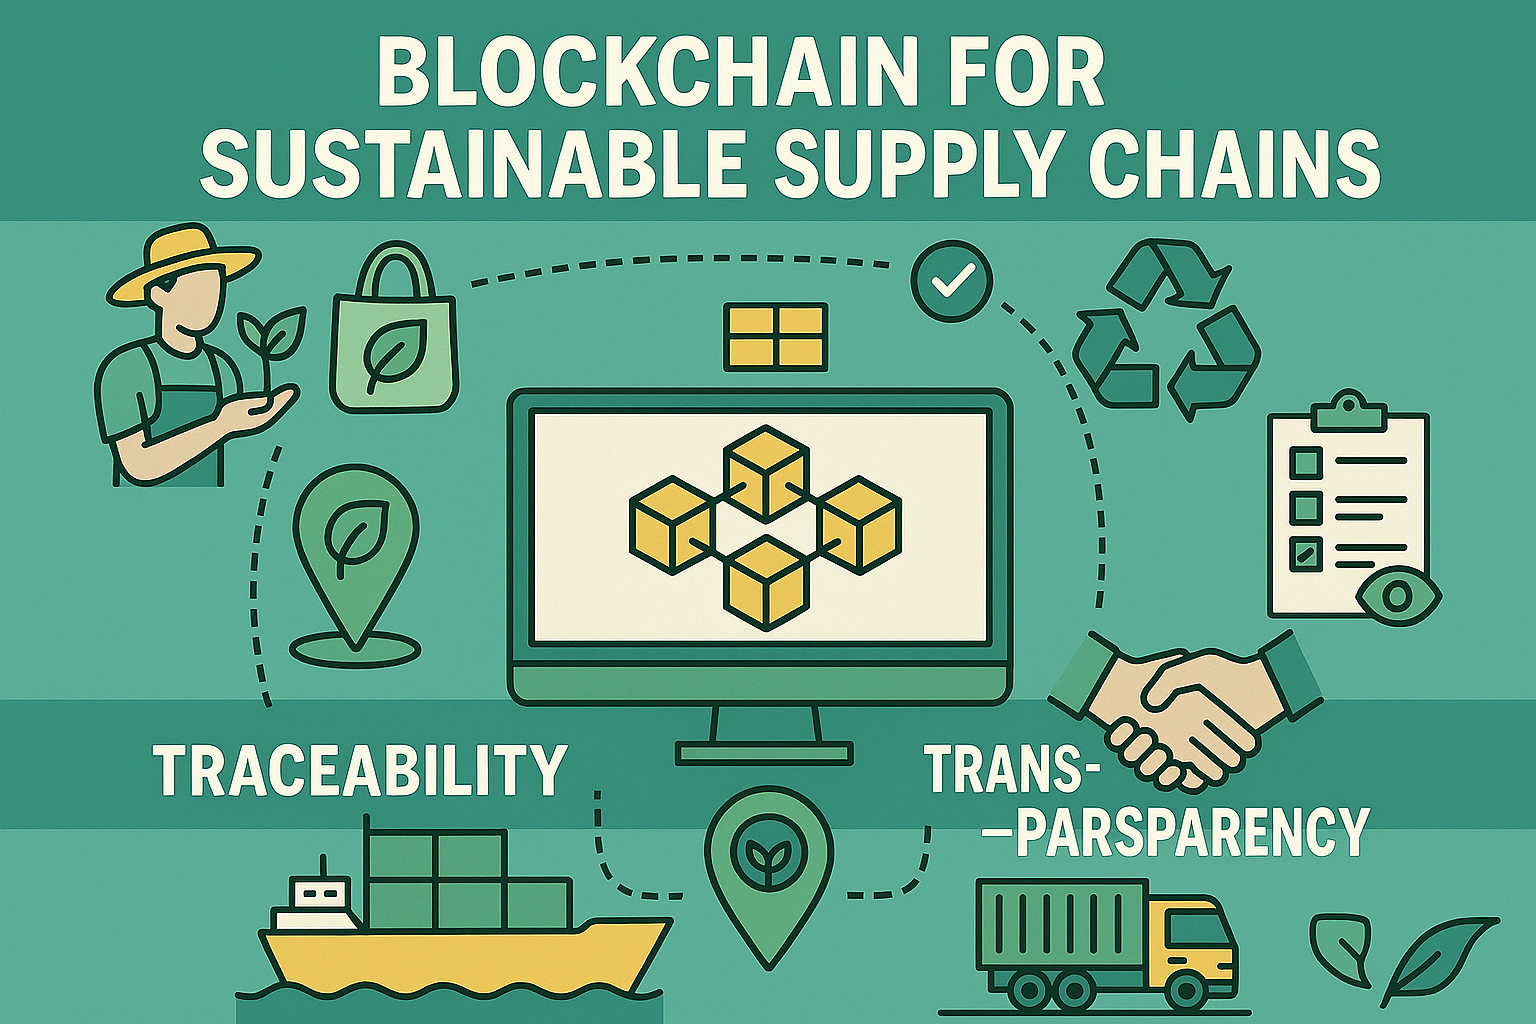 BLOCKCHAIN FOR
SUSTAINABLE SUPPLY CHAINS
TRACEABILITY
TRANS-
–PARSPARENCY